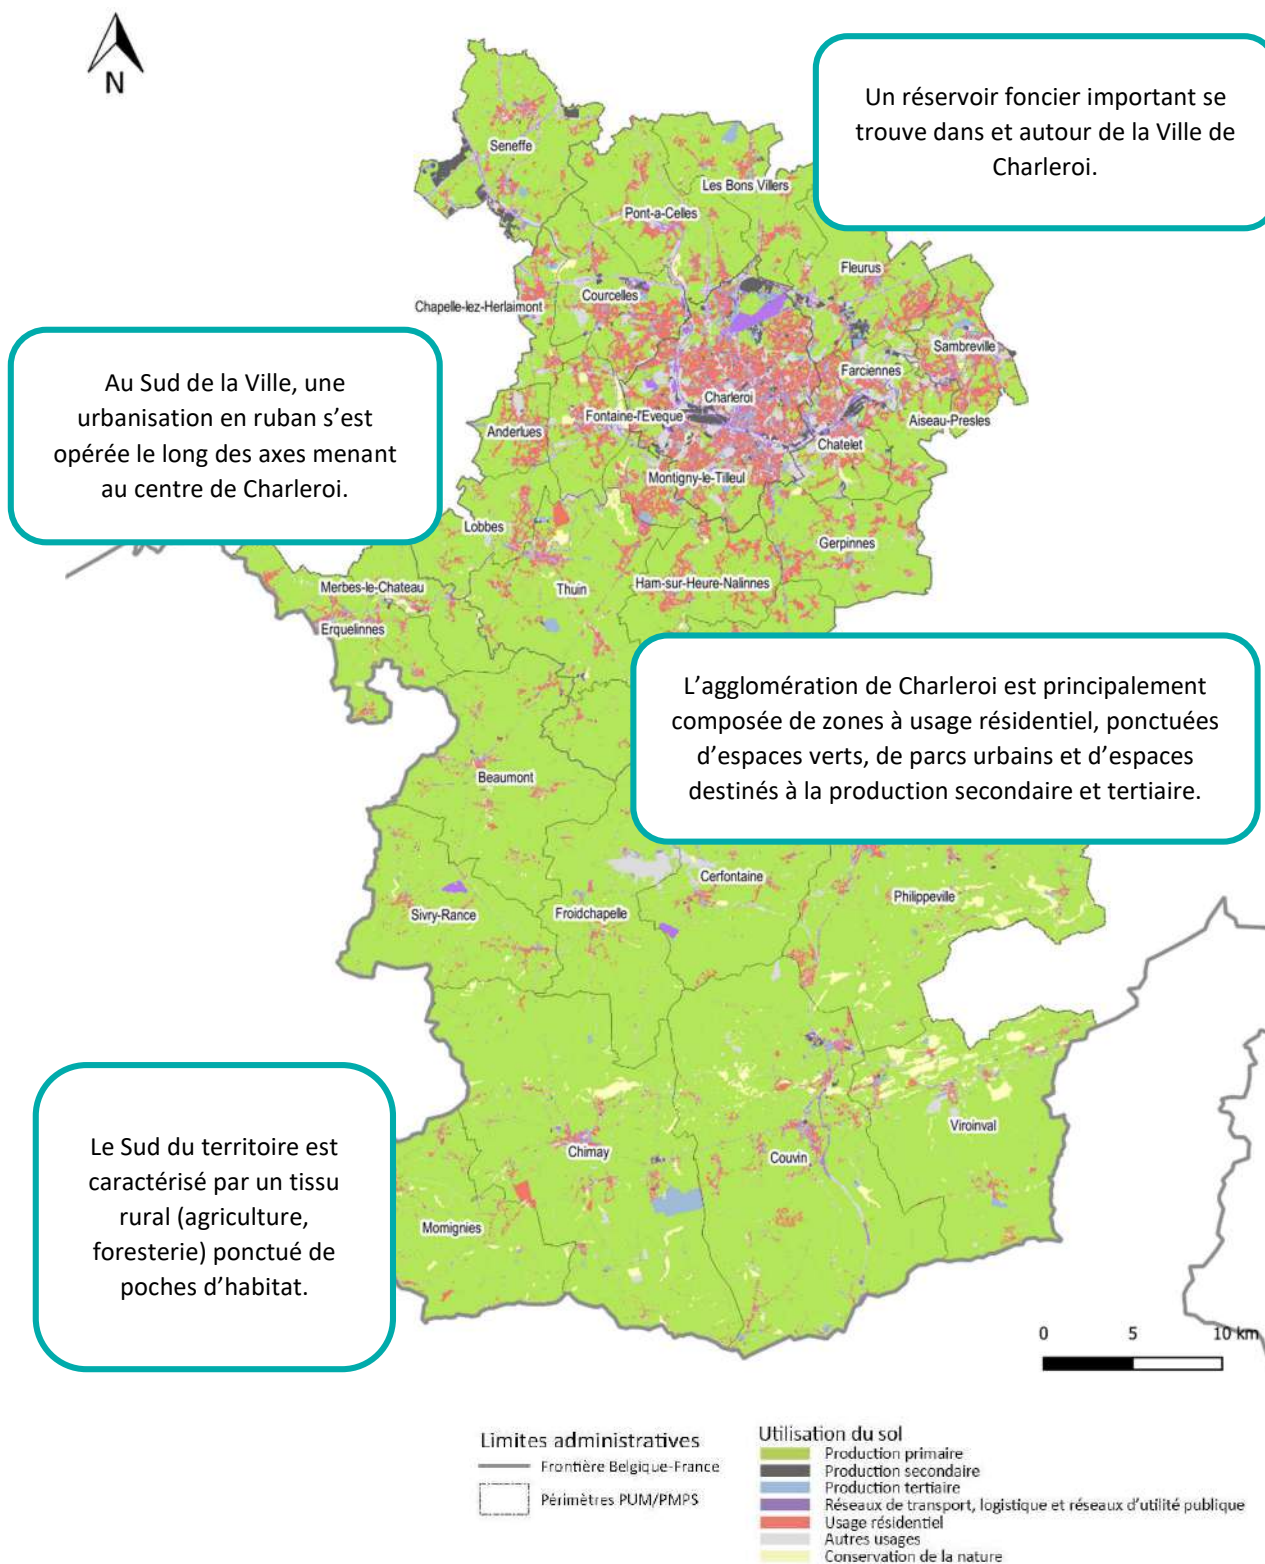 N
Un réservoir foncier important se
trouve dans et autour de la Ville de
Charleroi.
Seneffe
Les Bons Villers
Pont-a-Celles
Fleurus
Courcelles
Chapelle-lez-Herlaimont
Sambreville
Farciennes
Charleroi
Fontaine-l'Eveque
Aiseau-Presles
Anderlues
Chatelet
Montigny-le-Tilleul
Au Sud de la Ville, une
urbanisation en ruban s’est
opérée le long des axes menant
au centre de Charleroi.
Lobbes
Gerpinnes
Merbes-le-Chateau
Thuin
Ham-sur-Heure-Nalinnes
Erquelinnes
L’agglomération de Charleroi est principalement
composée de zones à usage résidentiel, ponctuées
d’espaces verts, de parcs urbains et d’espaces
destinés à la production secondaire et tertiaire.
Beaumont
Cerfontaine
Philippeville
Sivry-Rance
Froidchapelle
Viroinval
Chimay
Couvin
Momignies
Le Sud du territoire est
caractérisé par un tissu
rural (agriculture,
foresterie) ponctué de
poches d’habitat.
0 5 10 km
Limites administratives
Frontière Belgique-France
Périmètres PUM/PMPS
Utilisation du sol
Production primaire
Production secondaire
Production tertiaire
Réseaux de transport, logistique et réseaux d'utilité publique
Usage résidentiel
Autres usages
Conservation de la nature